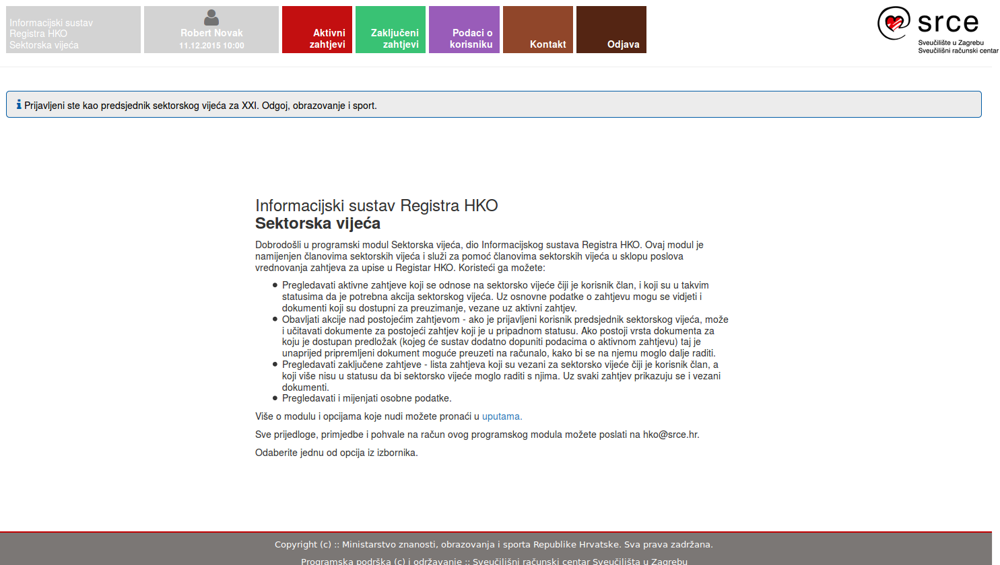 Informacijski sustav
Registra HKO
Sektorska vijeća
Robert Novak
11.12.2015 10:00
Aktivni
zahtjevi
Zaključeni
zahtjevi
Podaci o
korisniku
Kontakt
Odjava
srce
Sveučilište u Zagrebu
Sveučilišni računski centar
Prijavljeni ste kao predsjednik sektorskog vijeća za XXI. Odgoj, obrazovanje i sport.
Informacijski sustav Registra HKO
Sektorska vijeća
Dobrodošli u programski modul Sektorska vijeća, dio Informacijskog sustava Registra HKO. Ovaj modul je
namijenjen članovima sektorskih vijeća i služi za pomoć članovima sektorskih vijeća u sklopu poslova
vrednovanja zahtjeva za upise u Registar HKO. Koristeći ga možete:
• Pregledavati aktivne zahtjeve koji se odnose na sektorsko vijeće čiji je korisnik član, i koji su u takvim
statusima da je potrebna akcija sektorskog vijeća. Uz osnovne podatke o zahtjevu mogu se vidjeti i
dokumenti koji su dostupni za preuzimanje, vezane uz aktivni zahtjev.
• Obavljati akcije nad postojećim zahtjevom - ako je prijavljeni korisnik predsjednik sektorskog vijeća, može
i učitavati dokumente za postojeći zahtjev koji je u pripadnom statusu. Ako postoji vrsta dokumenta za
koju je dostupan predložak (kojeg će sustav dodatno dopuniti podacima o aktivnom zahtjevu) taj je
unaprijed pripremljeni dokument moguće preuzeti na računalo, kako bi se na njemu moglo dalje raditi.
• Pregledavati zaključene zahtjeve - lista zahtjeva koji su vezani za sektorsko vijeće čiji je korisnik član, a
koji više nisu u statusu da bi sektorsko vijeće moglo raditi s njima. Uz svaki zahtjev prikazuju se i vezani
dokumenti.
• Pregledavati i mijenjati osobne podatke.
Više o modulu i opcijama koje nudi možete pronaći u uputama.
Sve prijedloge, primjedbe i pohvale na račun ovog programskog modula možete poslati na hko@srce.hr.
Odaberite jednu od opcija iz izbornika.
Copyright (c) :: Ministarstvo znanosti, obrazovanja i sporta Republike Hrvatske. Sva prava zadržana.
Programska podrška (c) i održavanje :: Sveučilišni računski centar Sveučilišta u Zagrebu